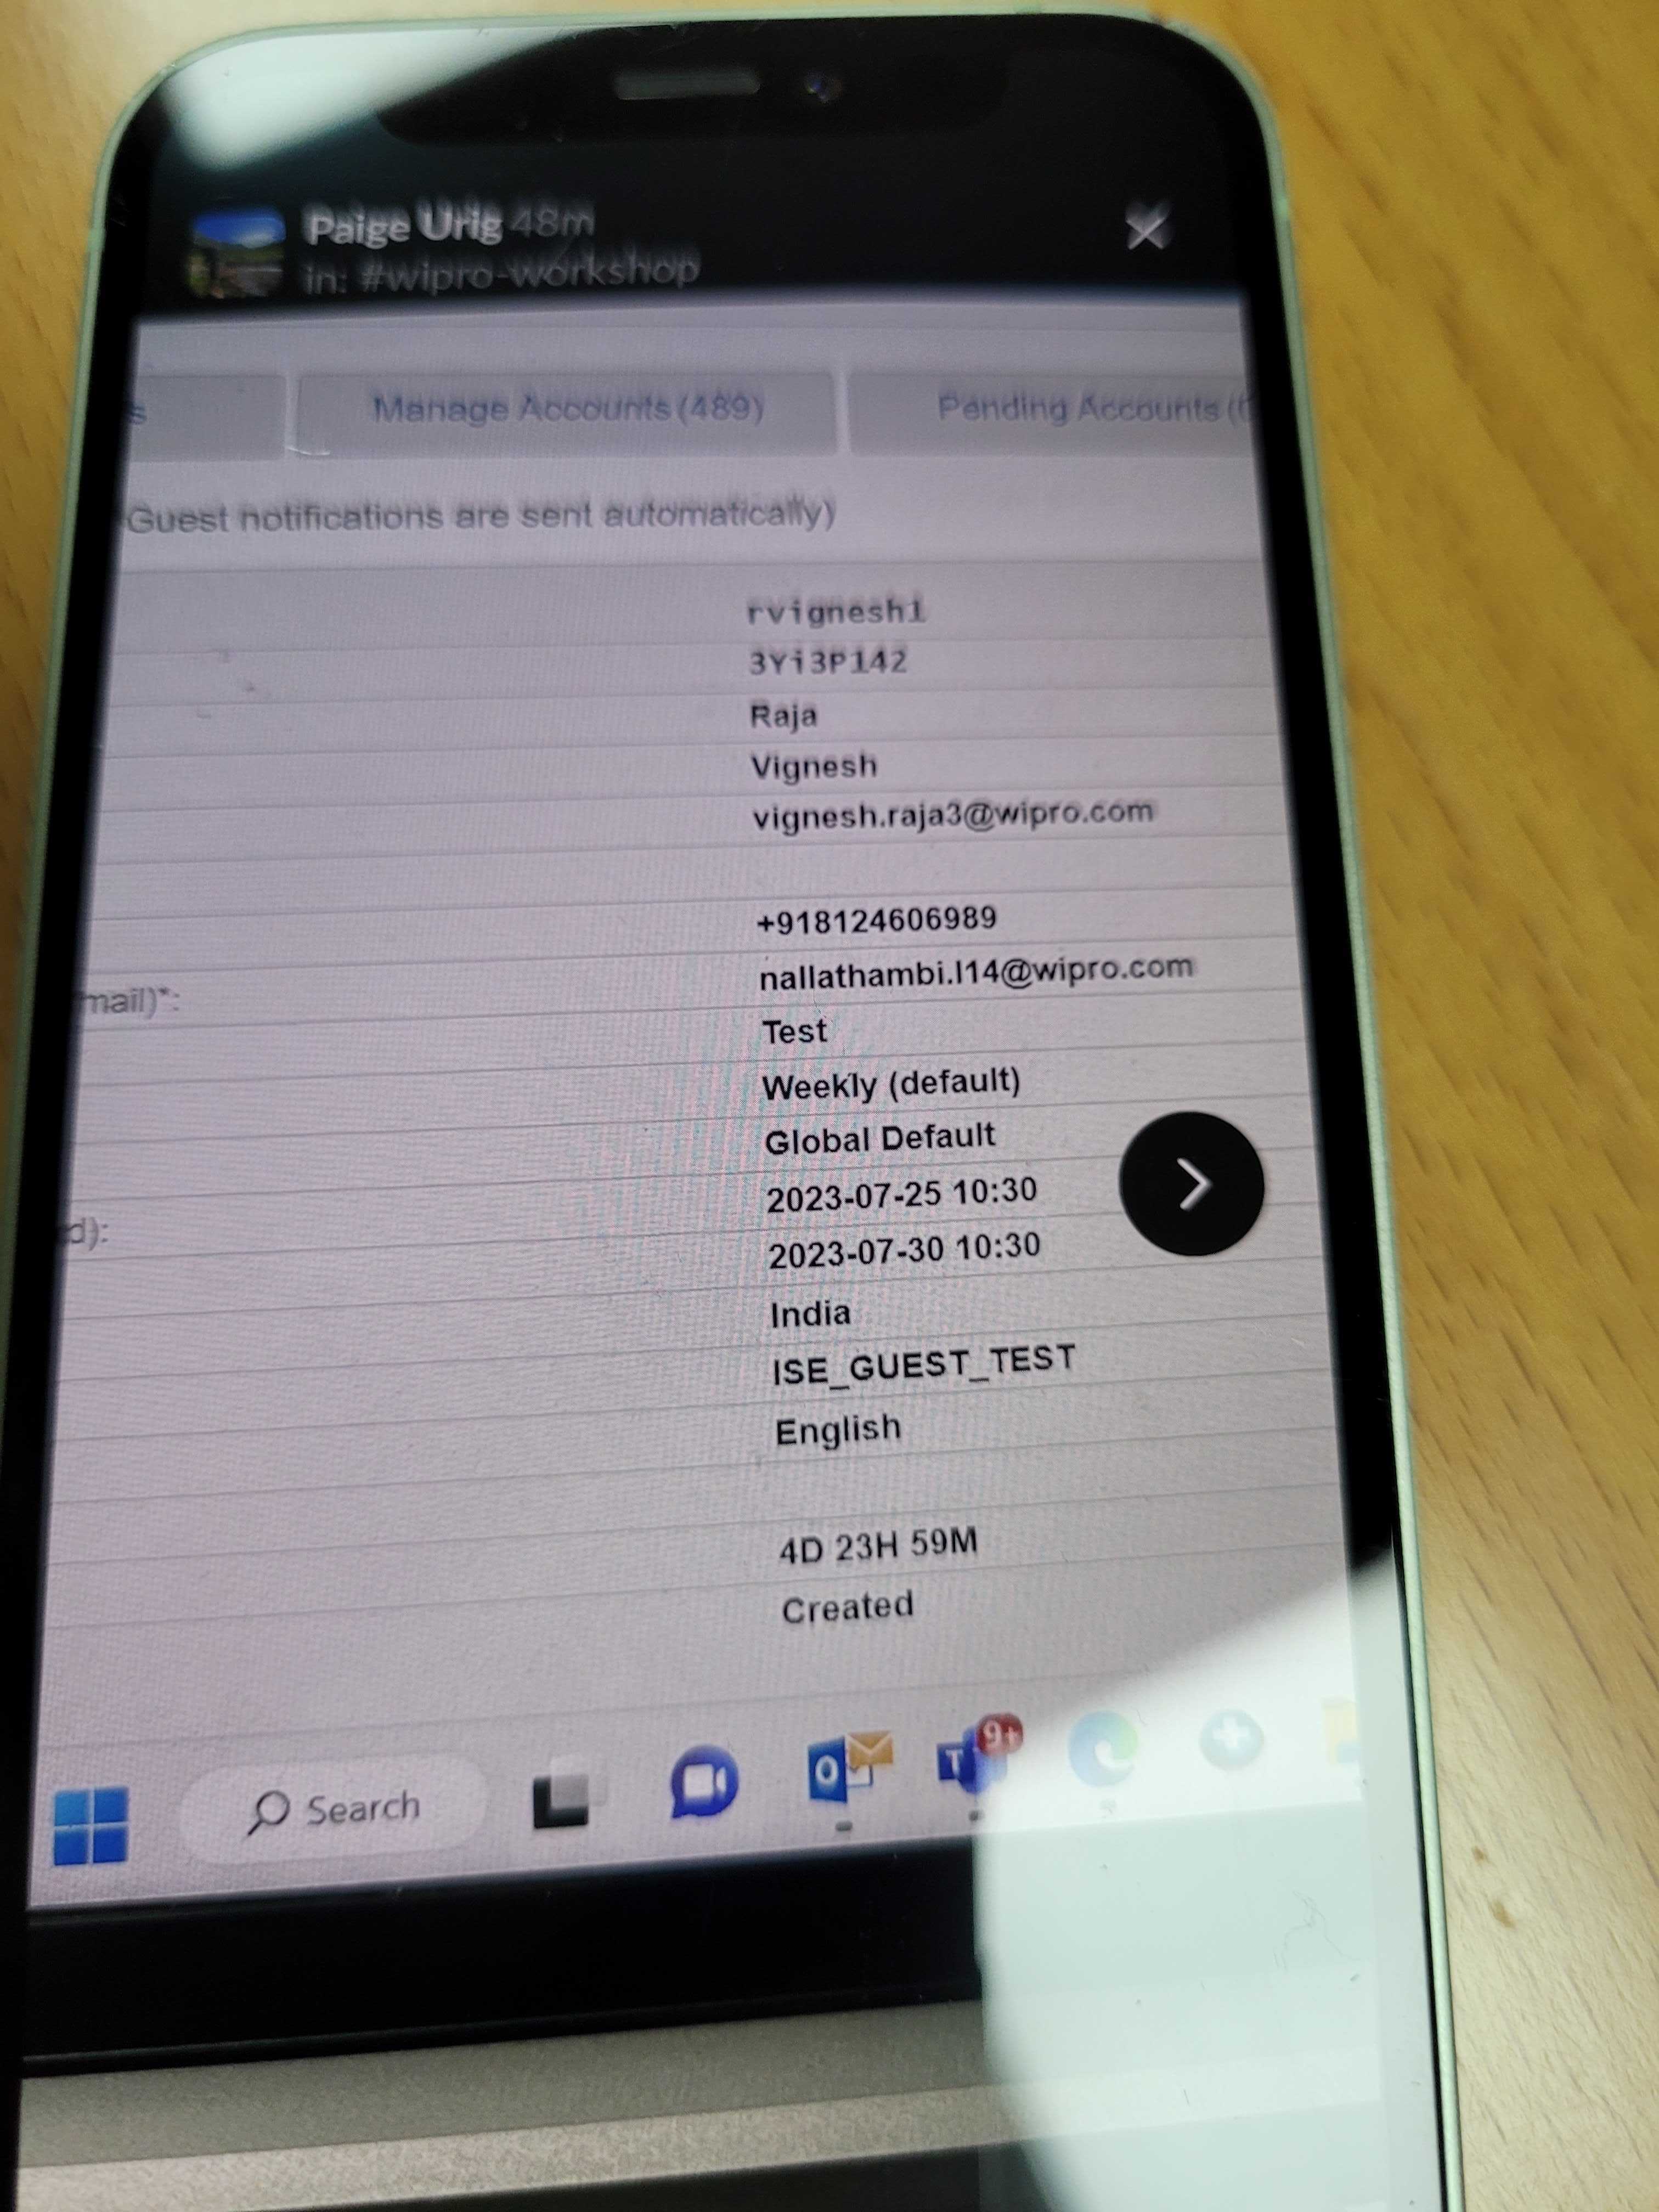 Paige Urig 48m
in: #wipro-workshop
s
Manage Accounts (489)
Pending Accounts (
Guest notifications are sent automatically)
rvignesh1
3Yi3P142
Raja
Vignesh
vignesh.raja3@wipro.com
+918124606989
mail)*:
nallathambi.l14@wipro.com
Test
Weekly (default)
Global Default
2023-07-25 10:30
d):
2023-07-30 10:30
India
ISE_GUEST_TEST
English
4D 23H 59M
Created
Search
O
T
9+